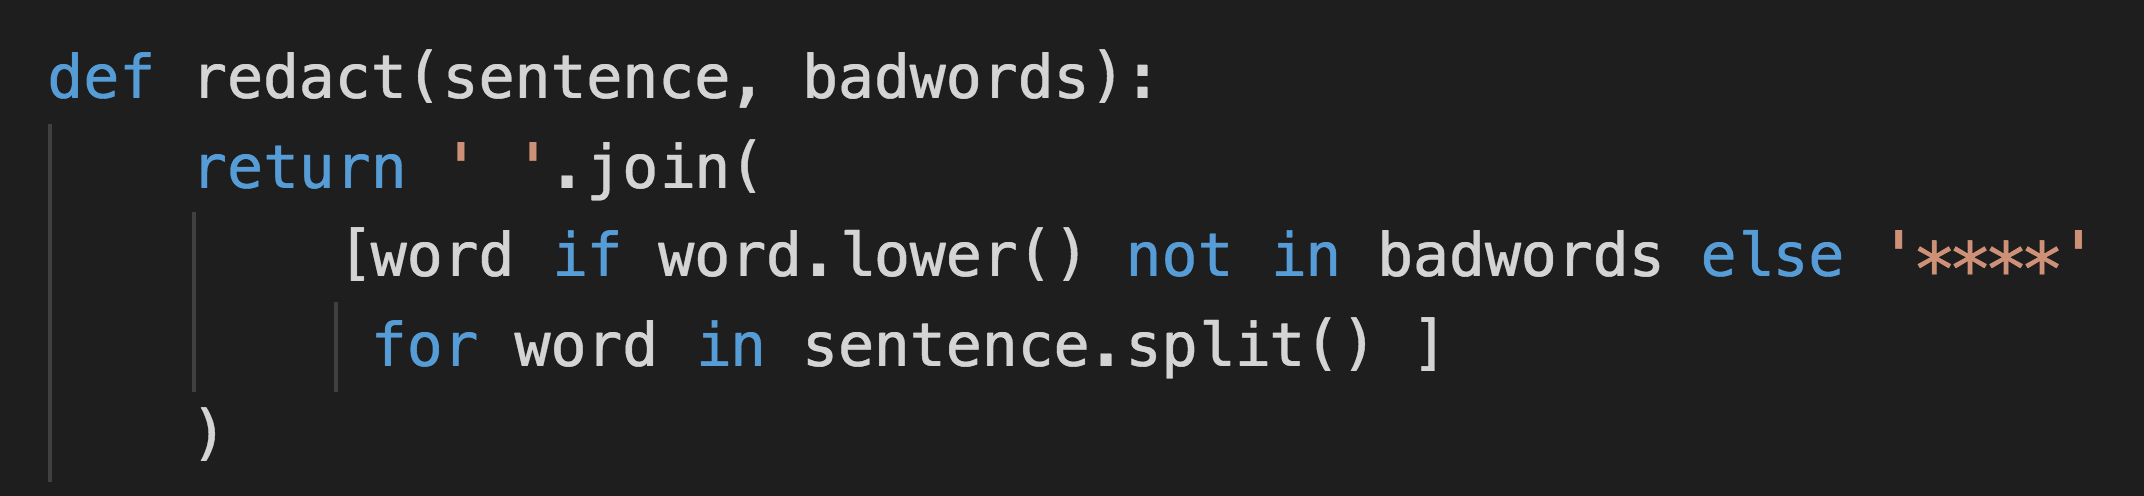 def redact(sentence, badwords):
    return ' '.join(
        [word if word.lower() not in badwords else '****'
         for word in sentence.split() ]
    )